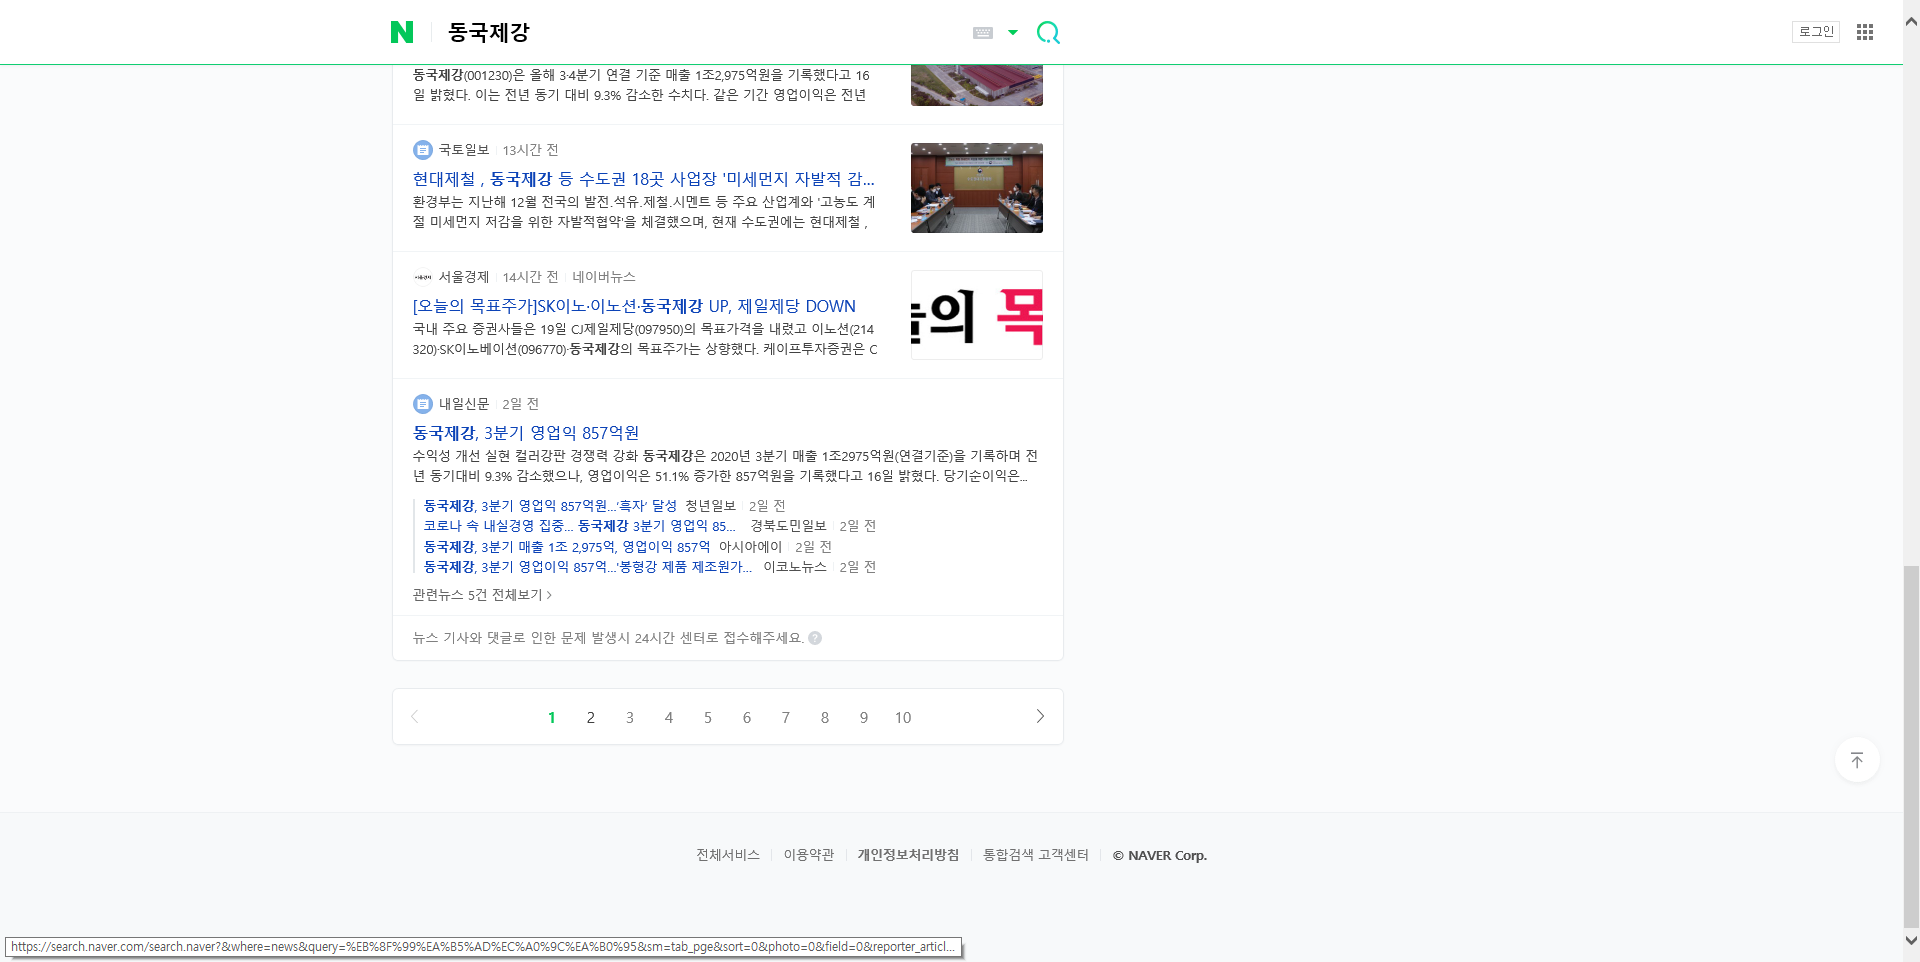 N 동국제강
로그인
동국제강(001230)은 올해 3·4분기 연결 기준 매출 1조2,975억원을 기록했다고 16
일 밝혔다. 이는 전년 동기 대비 9.3% 감소한 수치다. 같은 기간 영업이익은 전년
국토일보 13시간 전
현대제철 , 동국제강 등 수도권 18곳 사업장 '미세먼지 자발적 감...
환경부는 지난해 12월 전국의 발전.석유.제철.시멘트 등 주요 산업계와 '고농도 계
절 미세먼지 저감을 위한 자발적협약'을 체결했으며, 현재 수도권에는 현대제철 ,
서울경제 14시간 전 네이버뉴스
[오늘의 목표주가]SK이노·이노션·동국제강 UP, 제일제당 DOWN
국내 주요 증권사들은 19일 CJ제일제당(097950)의 목표가격을 내렸고 이노션(214
320)·SK이노베이션(096770)·동국제강의 목표주가는 상향했다. 케이프투자증권은 C
늘의 목
내일신문 2일 전
동국제강, 3분기 영업익 857억원
수익성 개선 실현 컬러강판 경쟁력 강화 동국제강은 2020년 3분기 매출 1조2975억원(연결기준)을 기록하며 전
년 동기대비 9.3% 감소했으나, 영업이익은 51.1% 증가한 857억원을 기록했다고 16일 밝혔다. 당기순이익은...
동국제강, 3분기 영업익 857억원...‘흑자’ 달성 청년일보 2일 전
코로나 속 내실경영 집중... 동국제강 3분기 영업익 85... 경북도민일보 2일 전
동국제강, 3분기 매출 1조 2,975억, 영업이익 857억 아시아에이 2일 전
동국제강, 3분기 영업이익 857억...’봉형강 제품 제조원가... 이코노뉴스 2일 전
관련뉴스 5건 전체보기 >
뉴스 기사와 댓글로 인한 문제 발생시 24시간 센터로 접수해주세요. ?
< 1 2 3 4 5 6 7 8 9 10 >
전체서비스 이용약관 개인정보처리방침 통합검색 고객센터 © NAVER Corp.
https://search.naver.com/search.naver?&where=news&query=%EB%8F%99%EA%B5%AD%EC%A0%9C%EA%B0%95&sm=tab_pge&sort=0&photo=0&field=0&reporter_articl...